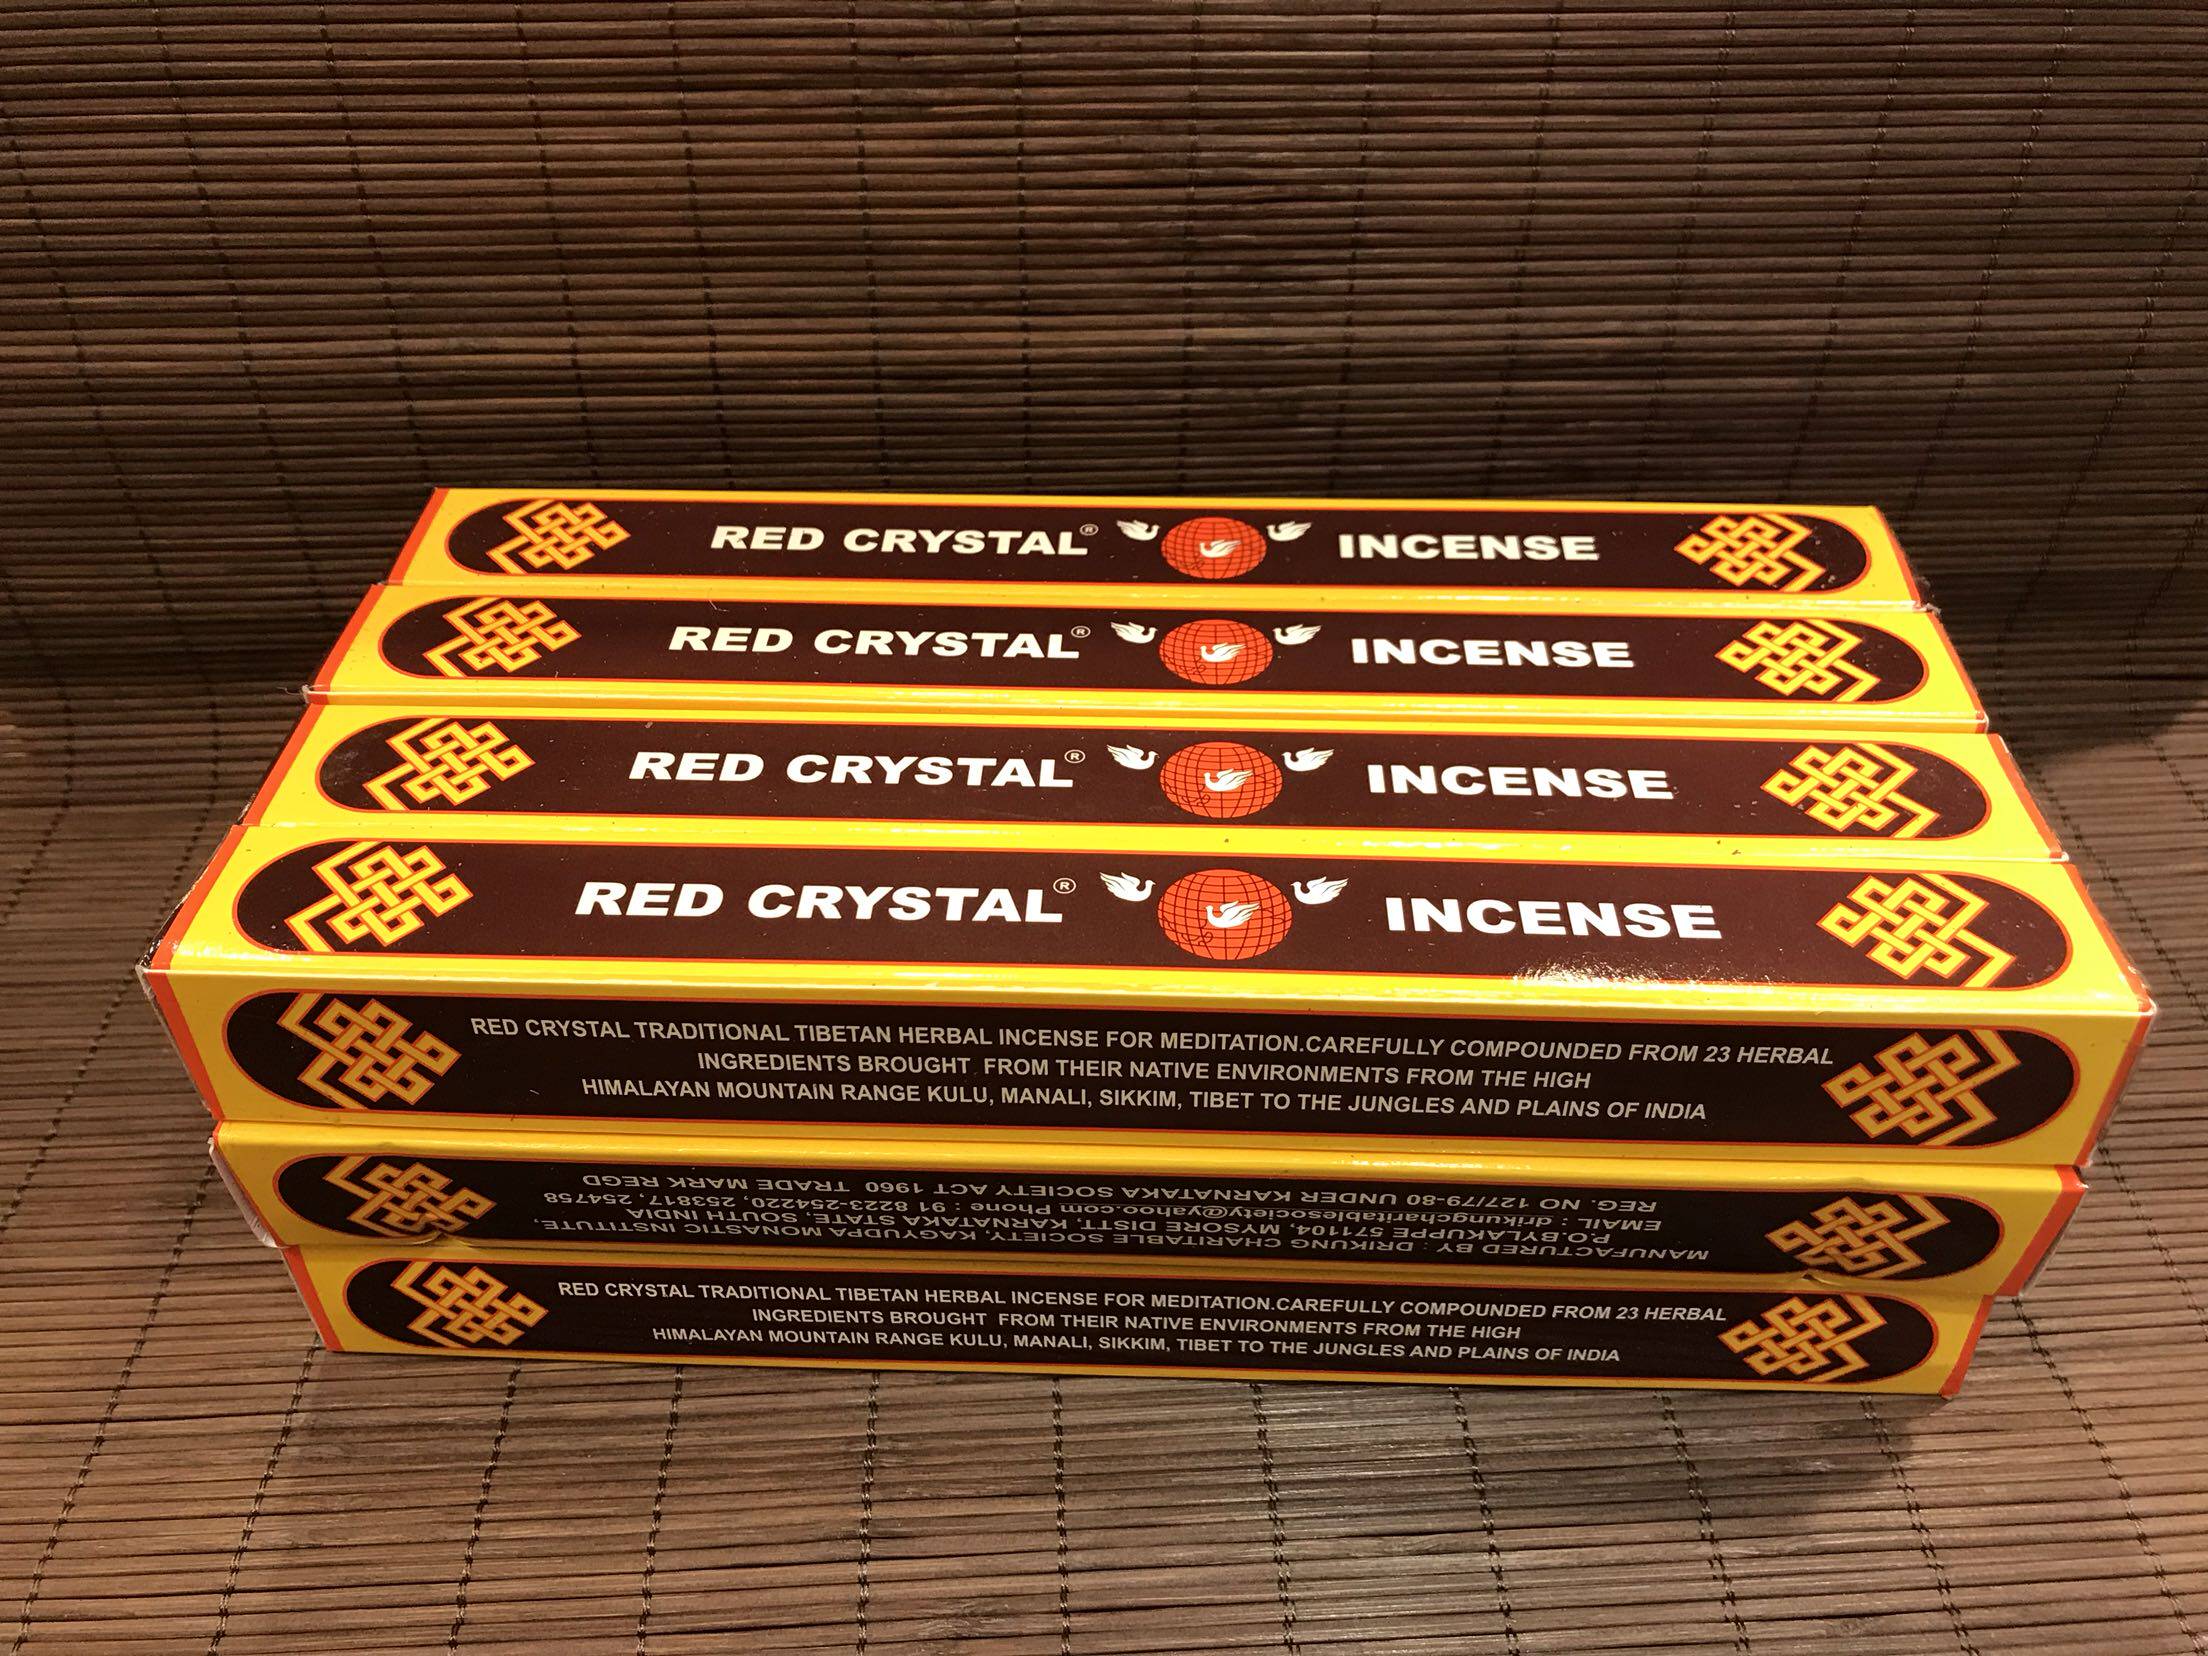 RED CRYSTAL® INCENSE
RED CRYSTAL® INCENSE
RED CRYSTAL® INCENSE
RED CRYSTAL® INCENSE
RED CRYSTAL TRADITIONAL TIBETAN HERBAL INCENSE FOR MEDITATION.CAREFULLY COMPOUNDED FROM 23 HERBAL
INGREDIENTS BROUGHT FROM THEIR NATIVE ENVIRONMENTS FROM THE HIGH
HIMALAYAN MOUNTAIN RANGE KULU, MANALI, SIKKIM, TIBET TO THE JUNGLES AND PLAINS OF INDIA
MANUFACTURED BY : DRIKUNG CHARITABLE SOCIETY, KAGYUDPA MONASTIC INSTITUTE,
P.O.BYLAKUPPE 571104, MYSORE DISTT, KARNATAKA STATE, SOUTH INDIA
EMAIL : drikungcharitablesociety@yahoo.com Phone : 91 8223-254220, 253817, 254758
REG. NO 127/79-80 UNDER KARNATAKA SOCIETY ACT 1960 TRADE MARK REGD
RED CRYSTAL TRADITIONAL TIBETAN HERBAL INCENSE FOR MEDITATION.CAREFULLY COMPOUNDED FROM 23 HERBAL
INGREDIENTS BROUGHT FROM THEIR NATIVE ENVIRONMENTS FROM THE HIGH
HIMALAYAN MOUNTAIN RANGE KULU, MANALI, SIKKIM, TIBET TO THE JUNGLES AND PLAINS OF INDIA